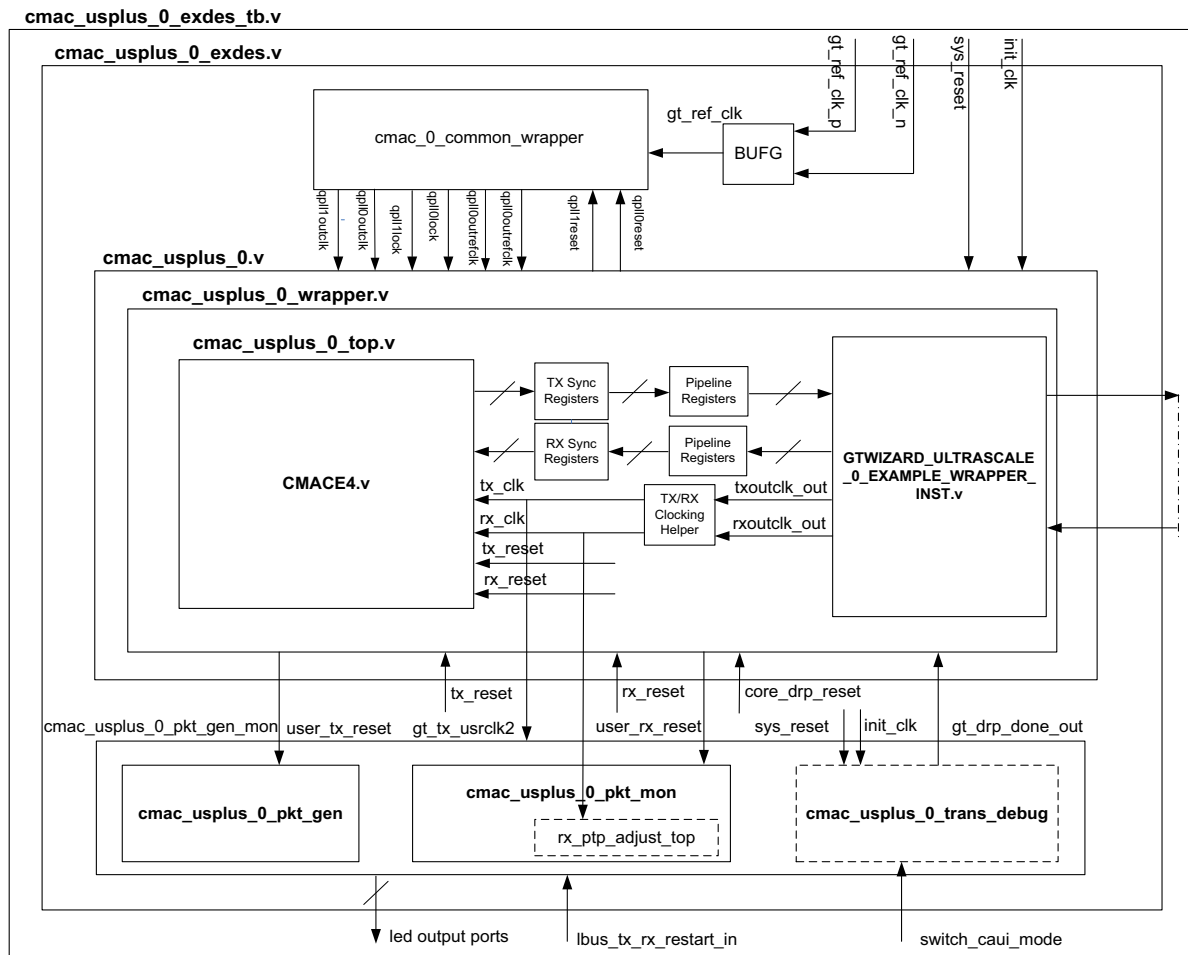 cmac_usplus_0_exdes_tb.v
cmac_usplus_0_exdes.v
gt_ref_clk_p
gt_ref_clk_n
sys_reset
init_clk
cmac_0_common_wrapper
gt_ref_clk
BUFG
qpll1outclk
qpll0outclk
qpll1lock
qpll0lock
qpll0outrefclk
qpll0outrefclk
qpll1reset
qpll0reset
cmac_usplus_0.v
cmac_usplus_0_wrapper.v
cmac_usplus_0_top.v
CMACE4.v
TX Sync
Registers
Pipeline
Registers
RX Sync
Registers
Pipeline
Registers
GTWIZARD_ULTRASCALE
_0_EXAMPLE_WRAPPER_
INST.v
tx_clk
rx_clk
tx_reset
rx_reset
TX/RX
Clocking
Helper
txoutclk_out
rxoutclk_out
tx_reset
rx_reset
core_drp_reset
cmac_usplus_0_pkt_gen_mon
user_tx_reset
gt_tx_usrclk2
user_rx_reset
sys_reset
init_clk
gt_drp_done_out
cmac_usplus_0_pkt_gen
cmac_usplus_0_pkt_mon
rx_ptp_adjust_top
cmac_usplus_0_trans_debug
led output ports
lbus_tx_rx_restart_in
switch_caui_mode